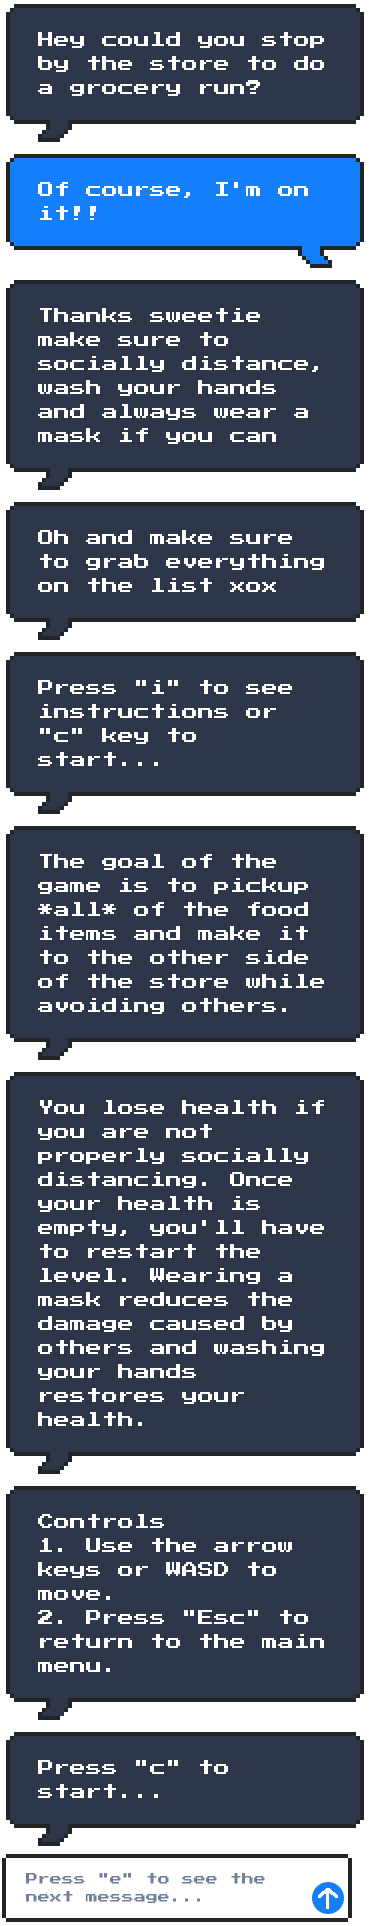 Hey could you stop
by the store to do
a grocery run?
Of course, I'm on
it!!
Thanks sweetie
make sure to
socially distance,
wash your hands
and always wear a
mask if you can
Oh and make sure
to grab everything
on the list xox
Press "i" to see
instructions or
"c" key to
start...
The goal of the
game is to pickup
*all* of the food
items and make it
to the other side
of the store while
avoiding others.
You lose health if
you are not
properly socially
distancing. Once
your health is
empty, you'll have
to restart the
level. Wearing a
mask reduces the
damage caused by
others and washing
your hands
restores your
health.
Controls
1. Use the arrow
keys or WASD to
move.
2. Press "Esc" to
return to the main
menu.
Press "c" to
start...
Press "e" to see the
next message...